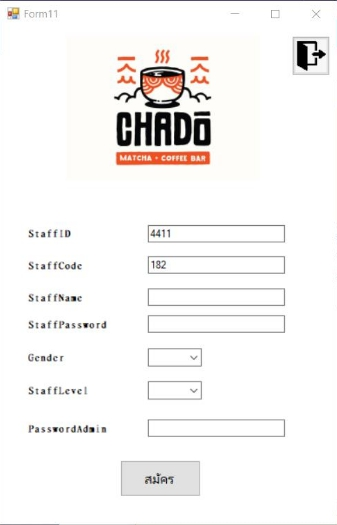 Form11
CHADŌ
MATCHA • COFFEE BAR
StaffID 4411
StaffCode 182
StaffName
StaffPassword
Gender
StaffLevel
PasswordAdmin
สมัคร